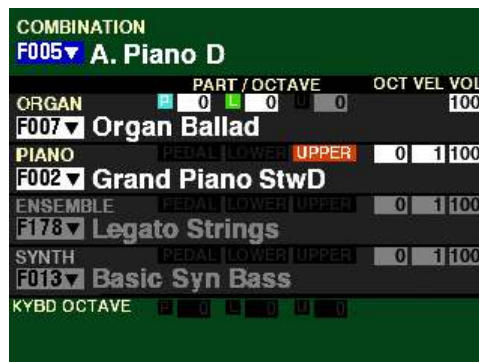 COMBINATION
F005▼ A. Piano D
PART / OCTAVE OCT VEL VOL
ORGAN P 0 L 0 U 0 100
F007▼ Organ Ballad
PIANO PEDAL LOWER UPPER 0 1 100
F002▼ Grand Piano StwD
ENSEMBLE PEDAL LOWER UPPER 0 1 100
F178▼ Legato Strings
SYNTH PEDAL LOWER UPPER 0 1 100
F013▼ Basic Syn Bass
KYBD OCTAVE P 0 L 0 U 0